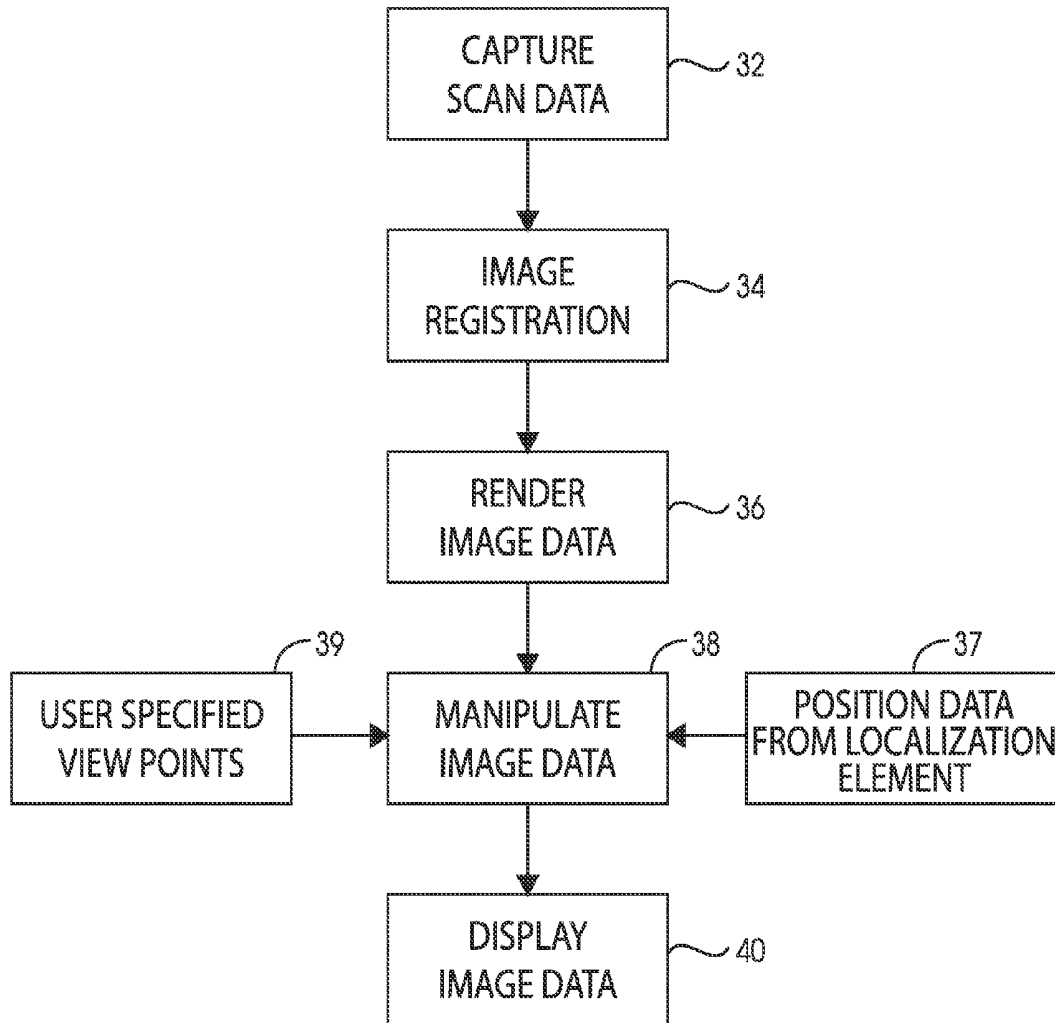 CAPTURE
SCAN DATA
32
IMAGE
REGISTRATION
34
RENDER
IMAGE DATA
36
39
38
37
USER SPECIFIED
VIEW POINTS
MANIPULATE
IMAGE DATA
POSITION DATA
FROM LOCALIZATION
ELEMENT
DISPLAY
IMAGE DATA
40